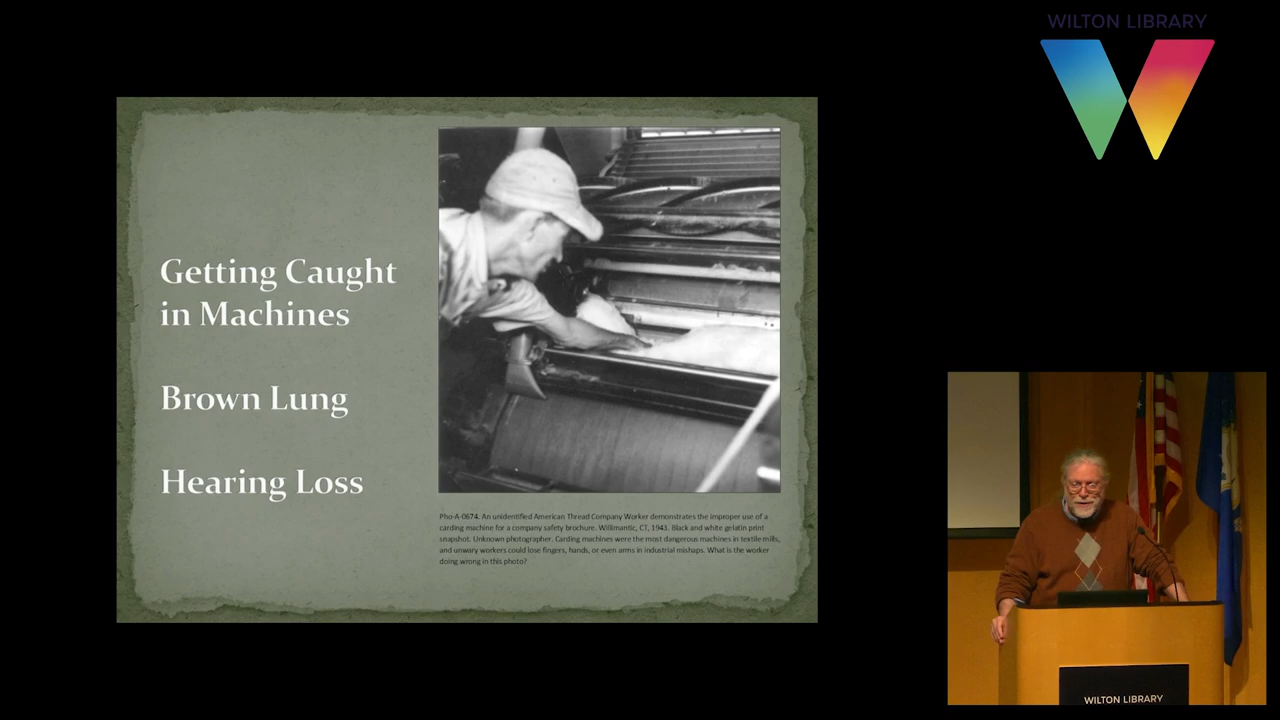 WILTON LIBRARY
Getting Caught
in Machines
Brown Lung
Hearing Loss
Pho-A-0674. An unidentified American Thread Company Worker demonstrates the improper use of a
carding machine for a company safety brochure. Willimantic, CT, 1943. Black and white gelatin print
snapshot. Unknown photographer. Carding machines were the most dangerous machines in textile mills,
and unwary workers could lose fingers, hands, or even arms in industrial mishaps. What is the worker
doing wrong in this photo?
WILTON LIBRARY